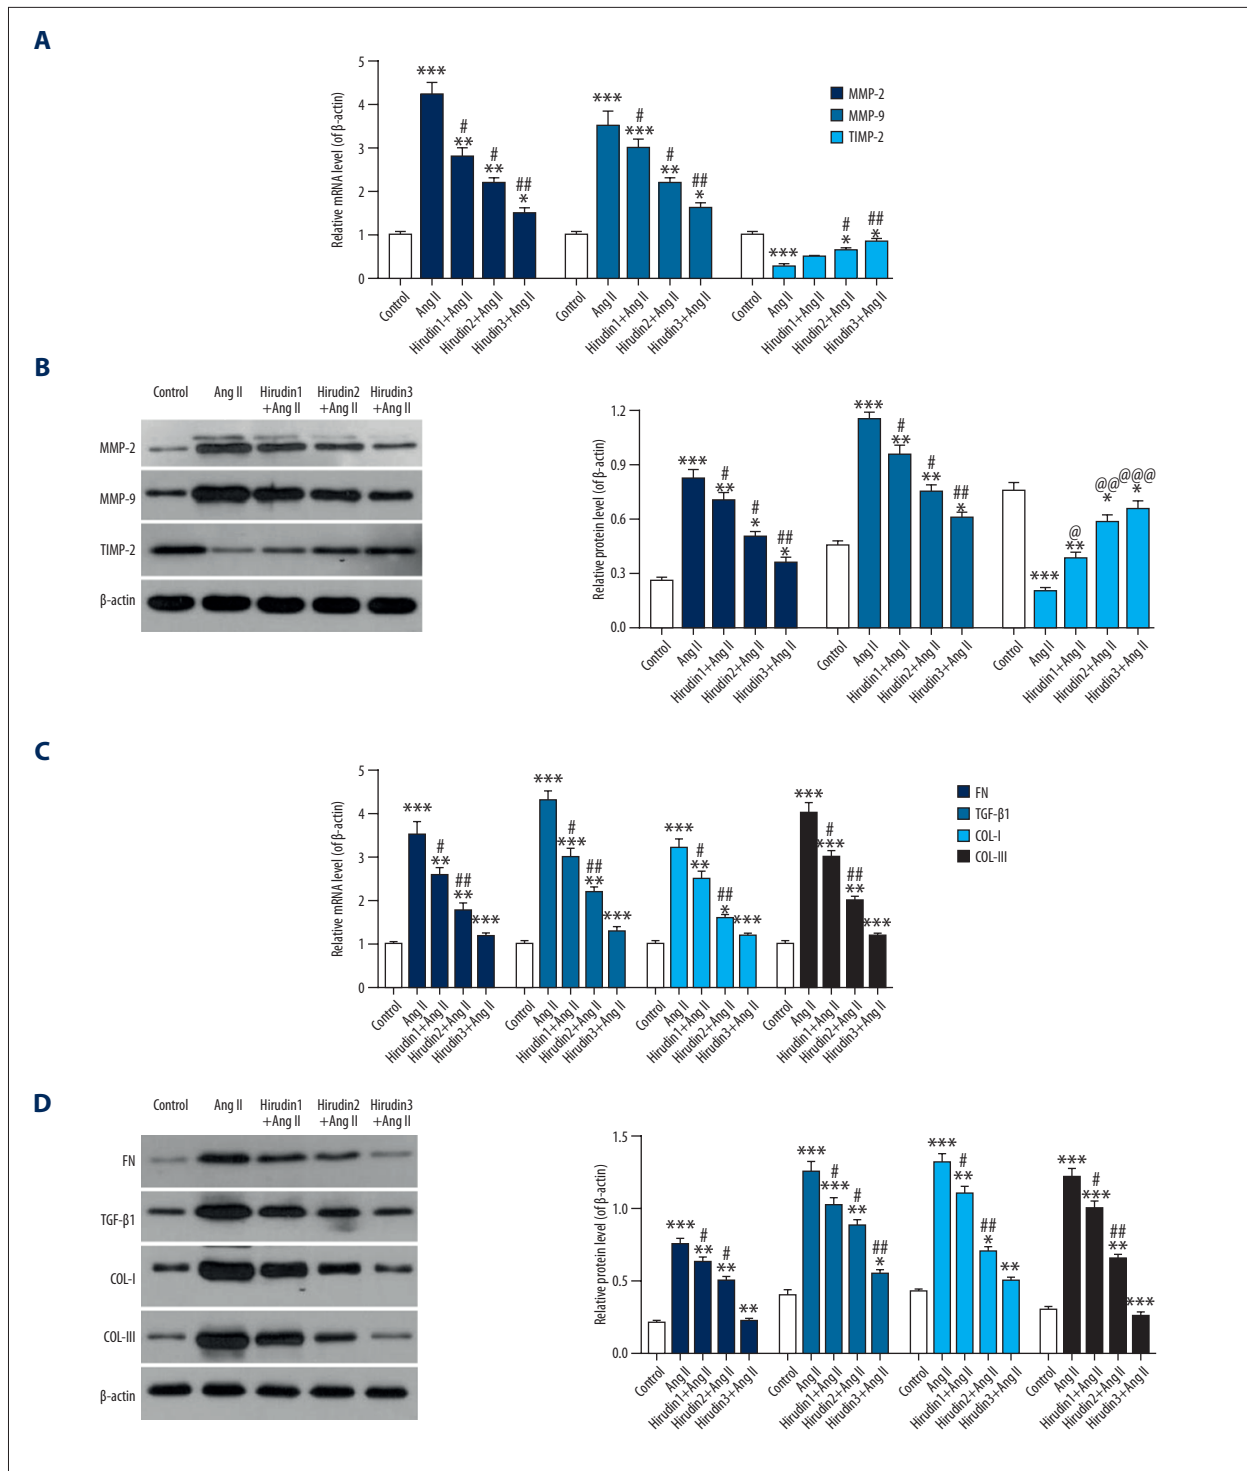 A
Relative mRNA level (of β-actin)
5
4
3
2
1
0
***
#
**
#
**
##
*
***
#
***
#
**
##
*
***
#
*
##
*
MMP-2
MMP-9
TIMP-2
Control
Ang II
Hirudin1+Ang II
Hirudin2+Ang II
Hirudin3+Ang II
Control
Ang II
Hirudin1+Ang II
Hirudin2+Ang II
Hirudin3+Ang II
Control
Ang II
Hirudin1+Ang II
Hirudin2+Ang II
Hirudin3+Ang II
B
Control Ang II Hirudin1 Hirudin2 Hirudin3
+Ang II +Ang II +Ang II
MMP-2
MMP-9
TIMP-2
β-actin
Relative protein level (of β-actin)
1.2
0.9
0.6
0.3
0.0
***
#
**
#
*
##
*
***
#
**
#
**
##
*
***
@
**
@@
*
@@@
*
Control
Ang II
Hirudin1+Ang II
Hirudin2+Ang II
Hirudin3+Ang II
Control
Ang II
Hirudin1+Ang II
Hirudin2+Ang II
Hirudin3+Ang II
Control
Ang II
Hirudin1+Ang II
Hirudin2+Ang II
Hirudin3+Ang II
C
Relative mRNA level (of β-actin)
5
4
3
2
1
0
***
#
**
##
**
***
***
#
***
##
**
***
***
#
**
##
*
***
***
#
***
##
**
***
FN
TGF-β1
COL-I
COL-III
Control
Ang II
Hirudin1+Ang II
Hirudin2+Ang II
Hirudin3+Ang II
Control
Ang II
Hirudin1+Ang II
Hirudin2+Ang II
Hirudin3+Ang II
Control
Ang II
Hirudin1+Ang II
Hirudin2+Ang II
Hirudin3+Ang II
Control
Ang II
Hirudin1+Ang II
Hirudin2+Ang II
Hirudin3+Ang II
D
Control Ang II Hirudin1 Hirudin2 Hirudin3
+Ang II +Ang II +Ang II
FN
TGF-β1
COL-I
COL-III
β-actin
Relative protein level (of β-actin)
1.5
1.0
0.5
0.0
***
#
**
#
**
**
***
#
***
#
**
##
*
***
#
**
##
*
**
***
#
***
##
**
***
Control
Ang II
Hirudin1+Ang II
Hirudin2+Ang II
Hirudin3+Ang II
Control
Ang II
Hirudin1+Ang II
Hirudin2+Ang II
Hirudin3+Ang II
Control
Ang II
Hirudin1+Ang II
Hirudin2+Ang II
Hirudin3+Ang II
Control
Ang II
Hirudin1+Ang II
Hirudin2+Ang II
Hirudin3+Ang II